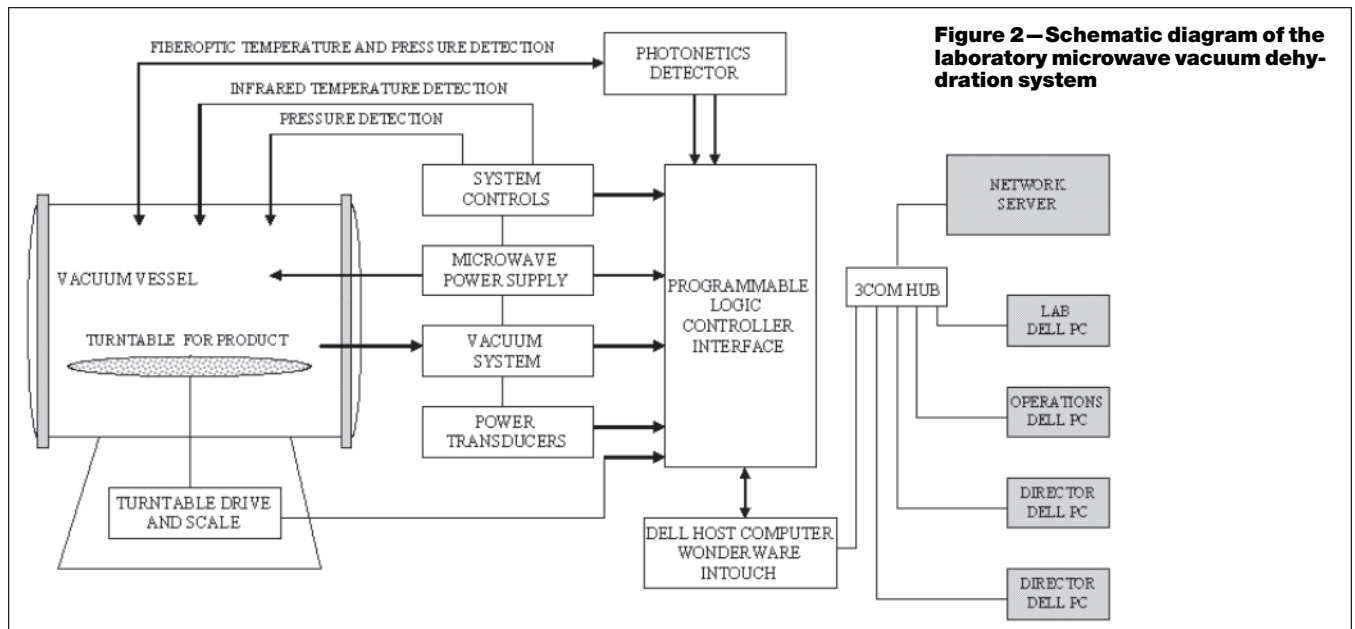 Figure 2—Schematic diagram of the
laboratory microwave vacuum dehy-
dration system
FIBEROPTIC TEMPERATURE AND PRESSURE DETECTION
PHOTONETICS
DETECTOR
INFRARED TEMPERATURE DETECTION
PRESSURE DETECTION
SYSTEM
CONTROLS
MICROWAVE
POWER SUPPLY
VACUUM VESSEL
TURNTABLE FOR PRODUCT
VACUUM
SYSTEM
POWER
TRANSDUCERS
TURNTABLE DRIVE
AND SCALE
PROGRAMMABLE
LOGIC
CONTROLLER
INTERFACE
DELL HOST COMPUTER
WONDERWARE
INTOUCH
NETWORK
SERVER
3COM HUB
LAB
DELL PC
OPERATIONS
DELL PC
DIRECTOR
DELL PC
DIRECTOR
DELL PC